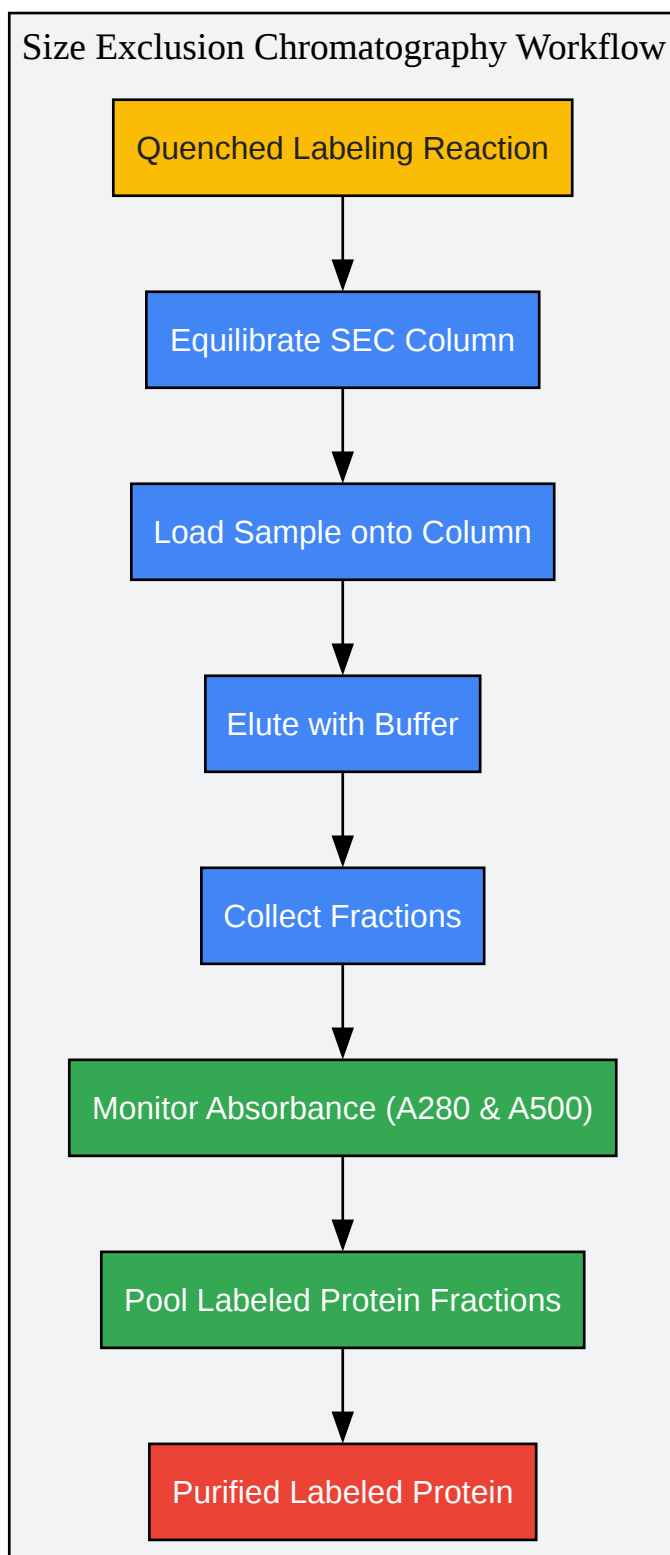 Size Exclusion Chromatography Workflow
Quenched Labeling Reaction
Equilibrate SEC Column
Load Sample onto Column
Elute with Buffer
Collect Fractions
Monitor Absorbance (A280 & A500)
Pool Labeled Protein Fractions
Purified Labeled Protein